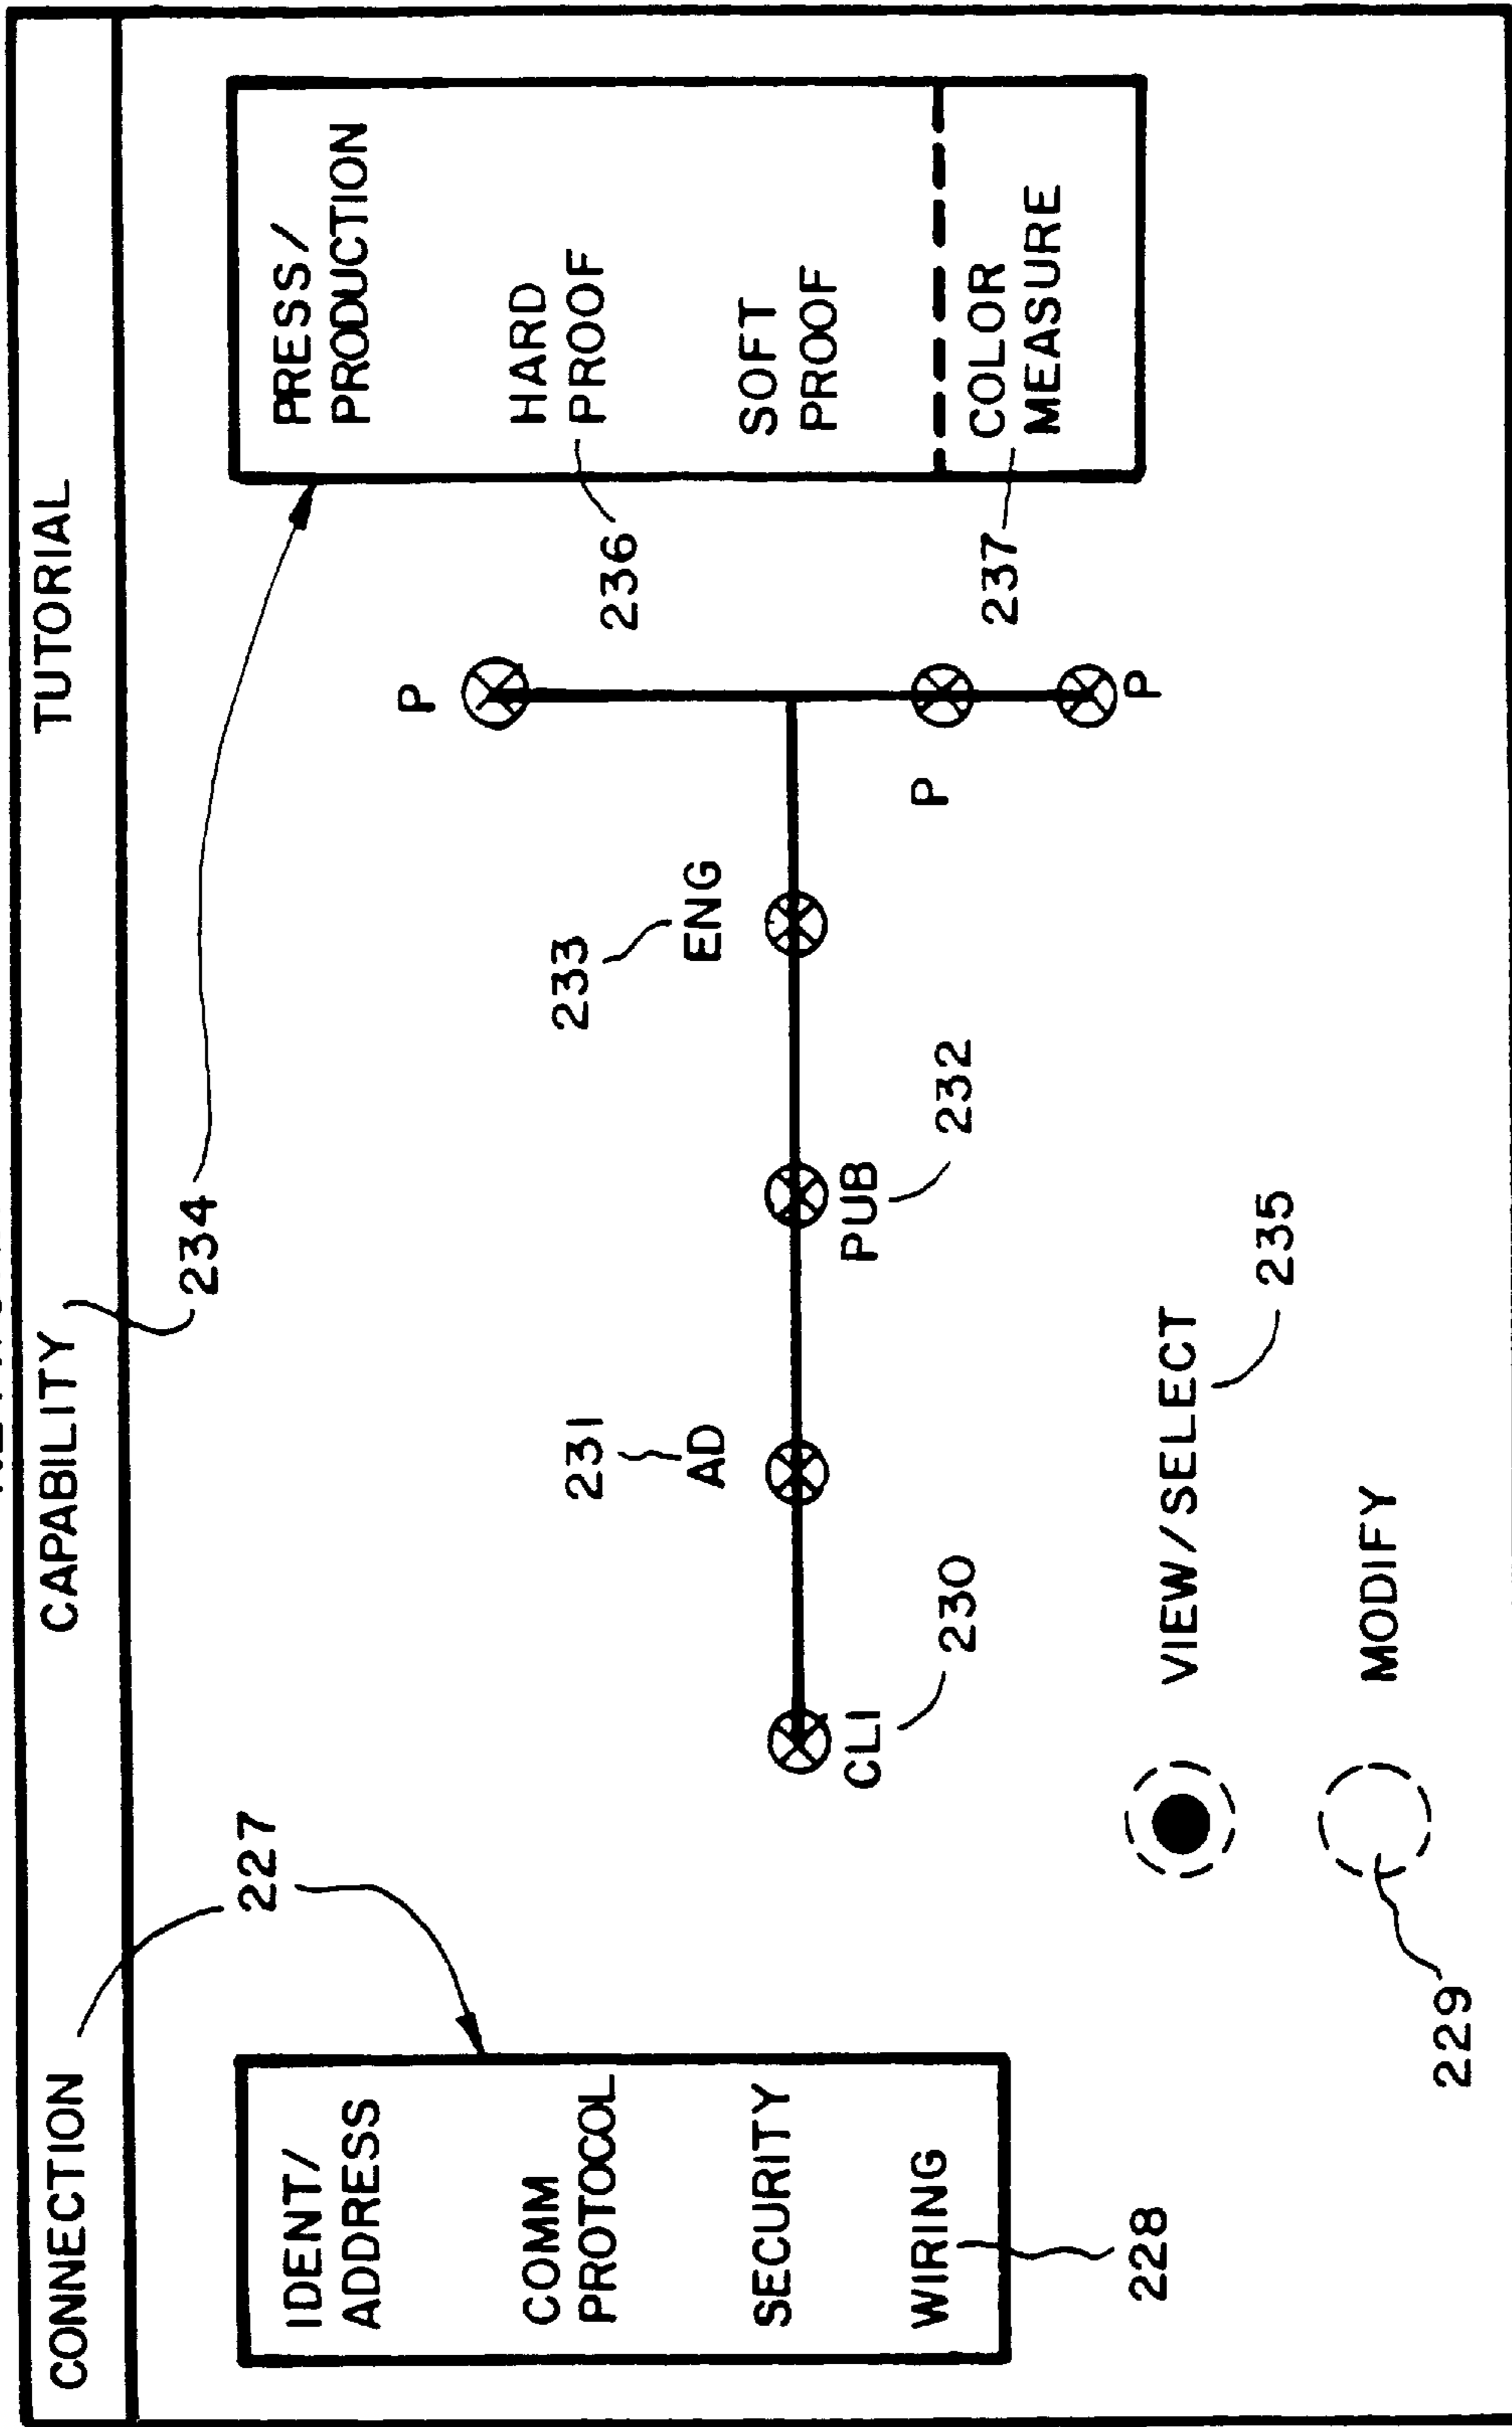 CONNECTION CAPABILITY TUTORIAL
227
234
IDENT/
ADDRESS
COMM
PROTOCOL
SECURITY
WIRING
228
CLI
230
231
AD
PUB
232
233
ENG
P
P
P
PRESS/
PRODUCTION
HARD
PROOF
236
SOFT
PROOF
COLOR
MEASURE
237
VIEW/SELECT
235
MODIFY
229